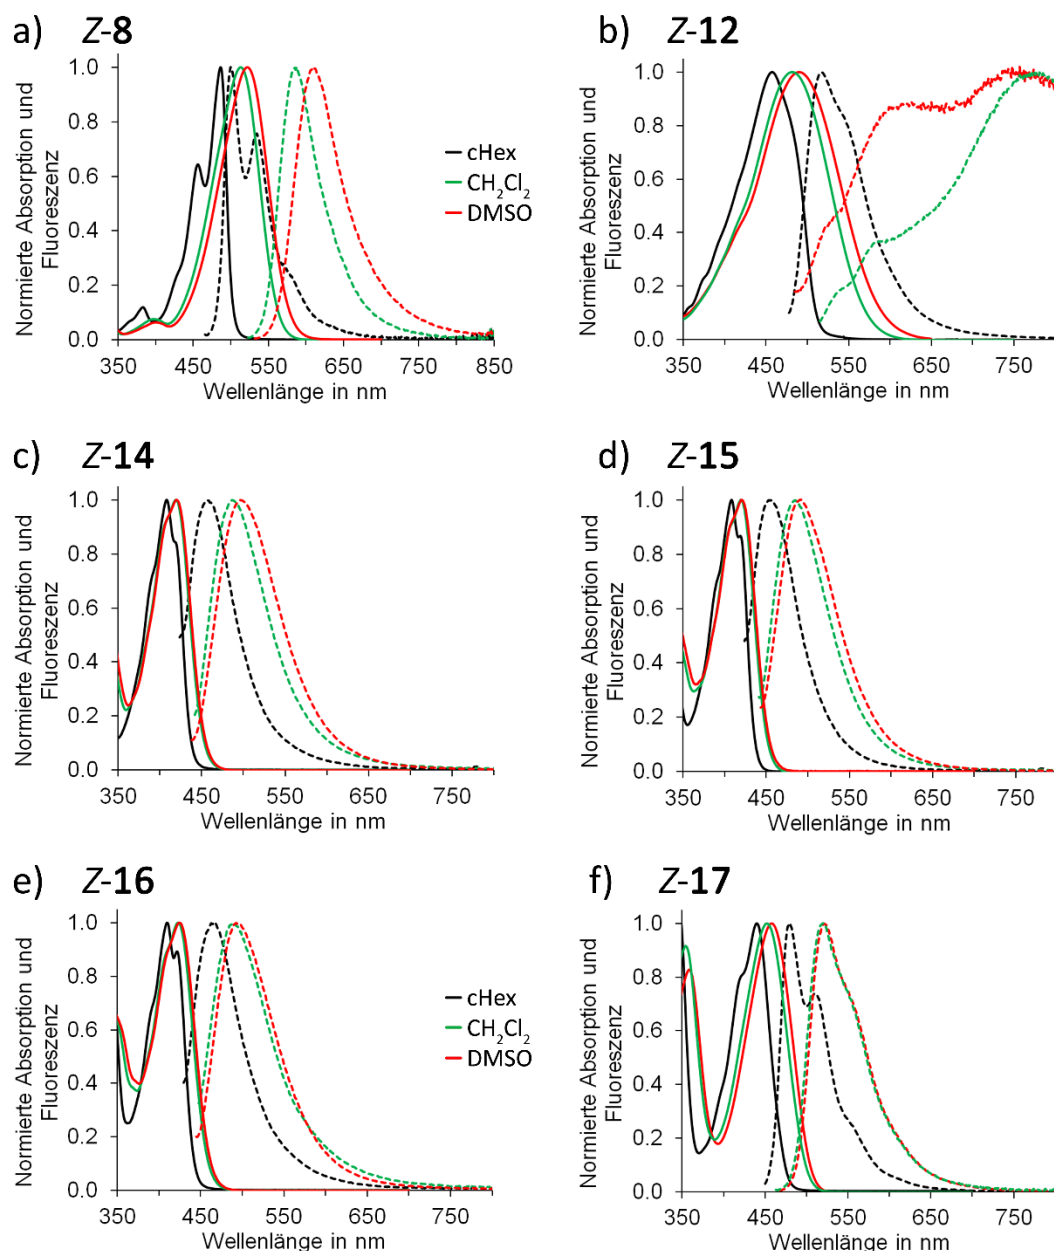 a) Z-8
Normierte Absorption und
Fluoreszenz
1.0
0.8
0.6
0.4
0.2
0.0
350 450 550 650 750 850
Wellenlänge in nm
cHex
CH₂Cl₂
DMSO
b) Z-12
Normierte Absorption und
Fluoreszenz
1.0
0.8
0.6
0.4
0.2
0.0
350 450 550 650 750
Wellenlänge in nm
c) Z-14
Normierte Absorption und
Fluoreszenz
1.0
0.8
0.6
0.4
0.2
0.0
350 450 550 650 750
Wellenlänge in nm
d) Z-15
Normierte Absorption und
Fluoreszenz
1.0
0.8
0.6
0.4
0.2
0.0
350 450 550 650 750
Wellenlänge in nm
e) Z-16
Normierte Absorption und
Fluoreszenz
1.0
0.8
0.6
0.4
0.2
0.0
350 450 550 650 750
Wellenlänge in nm
cHex
CH₂Cl₂
DMSO
f) Z-17
Normierte Absorption und
Fluoreszenz
1.0
0.8
0.6
0.4
0.2
0.0
350 450 550 650 750
Wellenlänge in nm